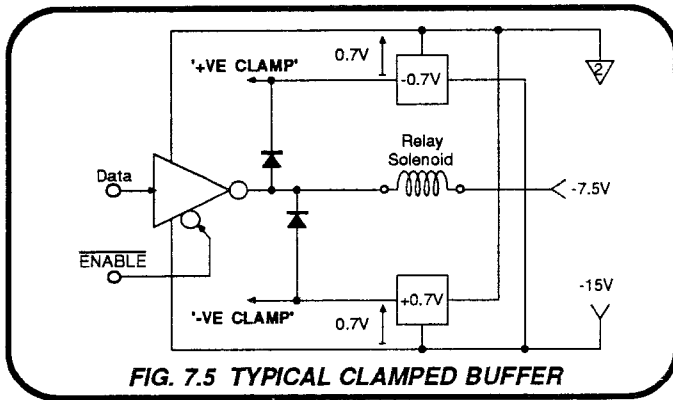 0.7V
'+VE CLAMP'
-0.7V
2
Relay
Solenoid
Data
-7.5V
ENABLE
+0.7V
-15V
'-VE CLAMP'
0.7V
FIG. 7.5 TYPICAL CLAMPED BUFFER